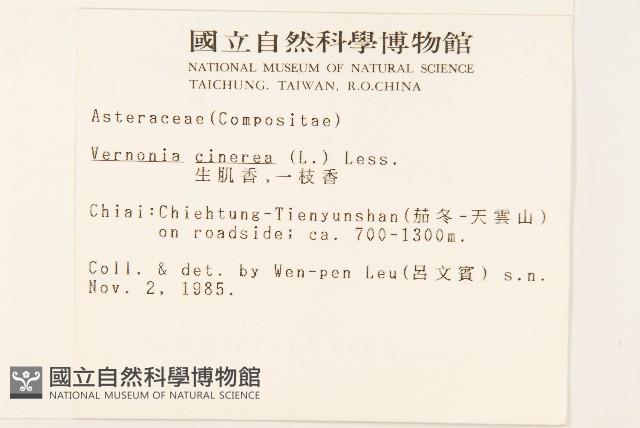 國立自然科學博物館
NATIONAL MUSEUM OF NATURAL SCIENCE
TAICHUNG. TAIWAN, R.O.CHINA
Asteraceae(Compositae)
Vernonia cinerea (L.) Less.
生肌香,一枝香
Chiai:Chiehtung-Tienyunshan(茄冬-天雲山)
on roadside; ca. 700-1300m.
Coll. & det. by Wen-pen Leu(呂文賓) s.n.
Nov. 2, 1985.
國立自然科學博物館
NATIONAL MUSEUM OF NATURAL SCIENCE